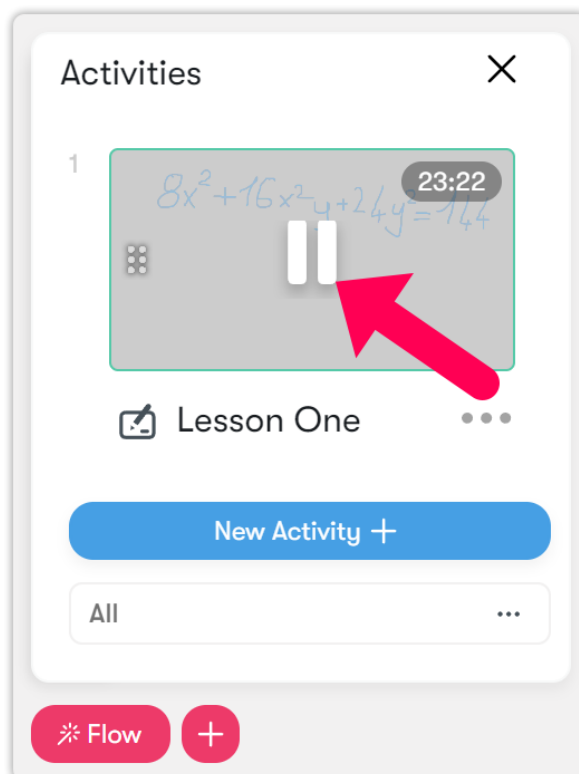 Activities
1
23:22
8x²+16x²y+24y²=144
Lesson One
New Activity +
All
Flow +